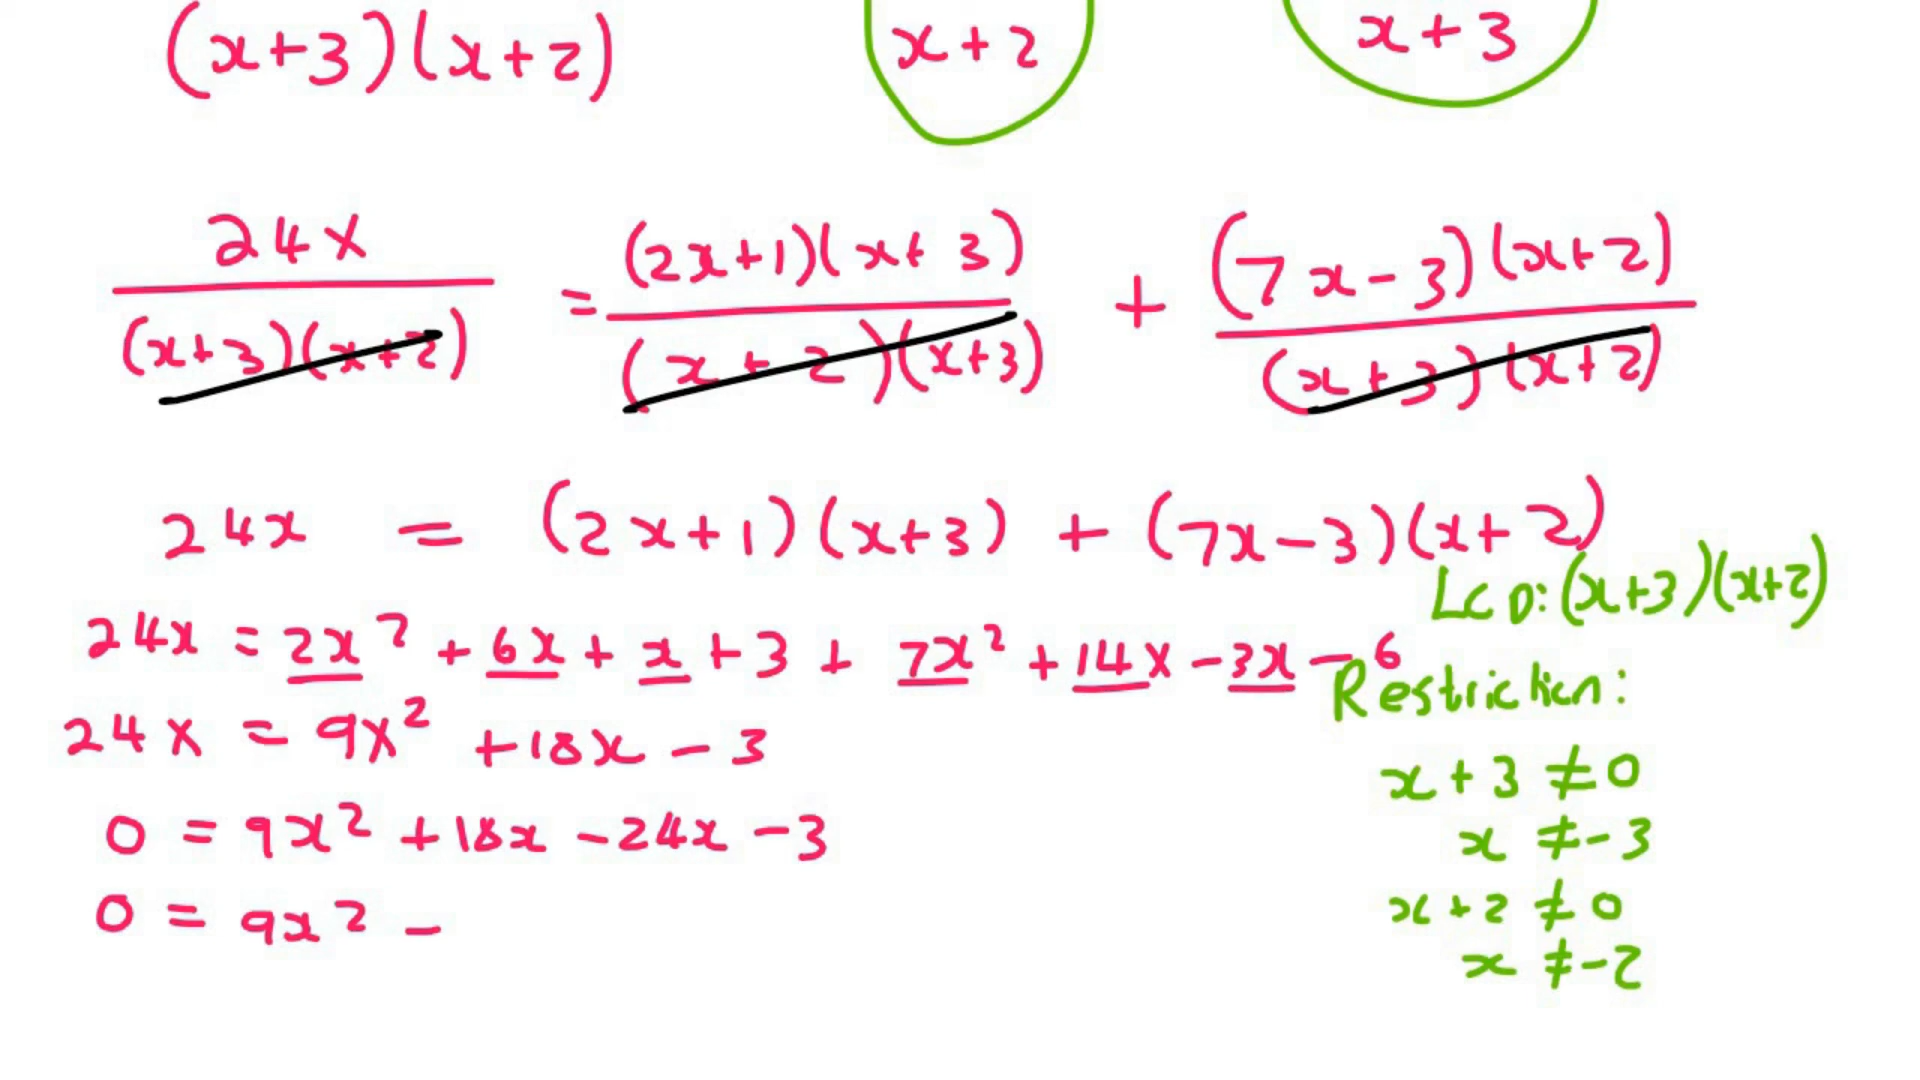 (x+3)(x+2) x+2 x+3
24x/(x+3)(x+2) = (2x+1)(x+3)/(x+2)(x+3) + (7x-3)(x+2)/(x+3)(x+2)
24x = (2x+1)(x+3) + (7x-3)(x+2)
LCD: (x+3)(x+2)
24x = 2x² + 6x + x + 3 + 7x² + 14x - 3x - 6
Restriction:
24x = 9x² + 18x - 3
x + 3 ≠ 0
0 = 9x² + 18x - 24x - 3
x ≠ -3
0 = 9x² -
x + 2 ≠ 0
x ≠ -2